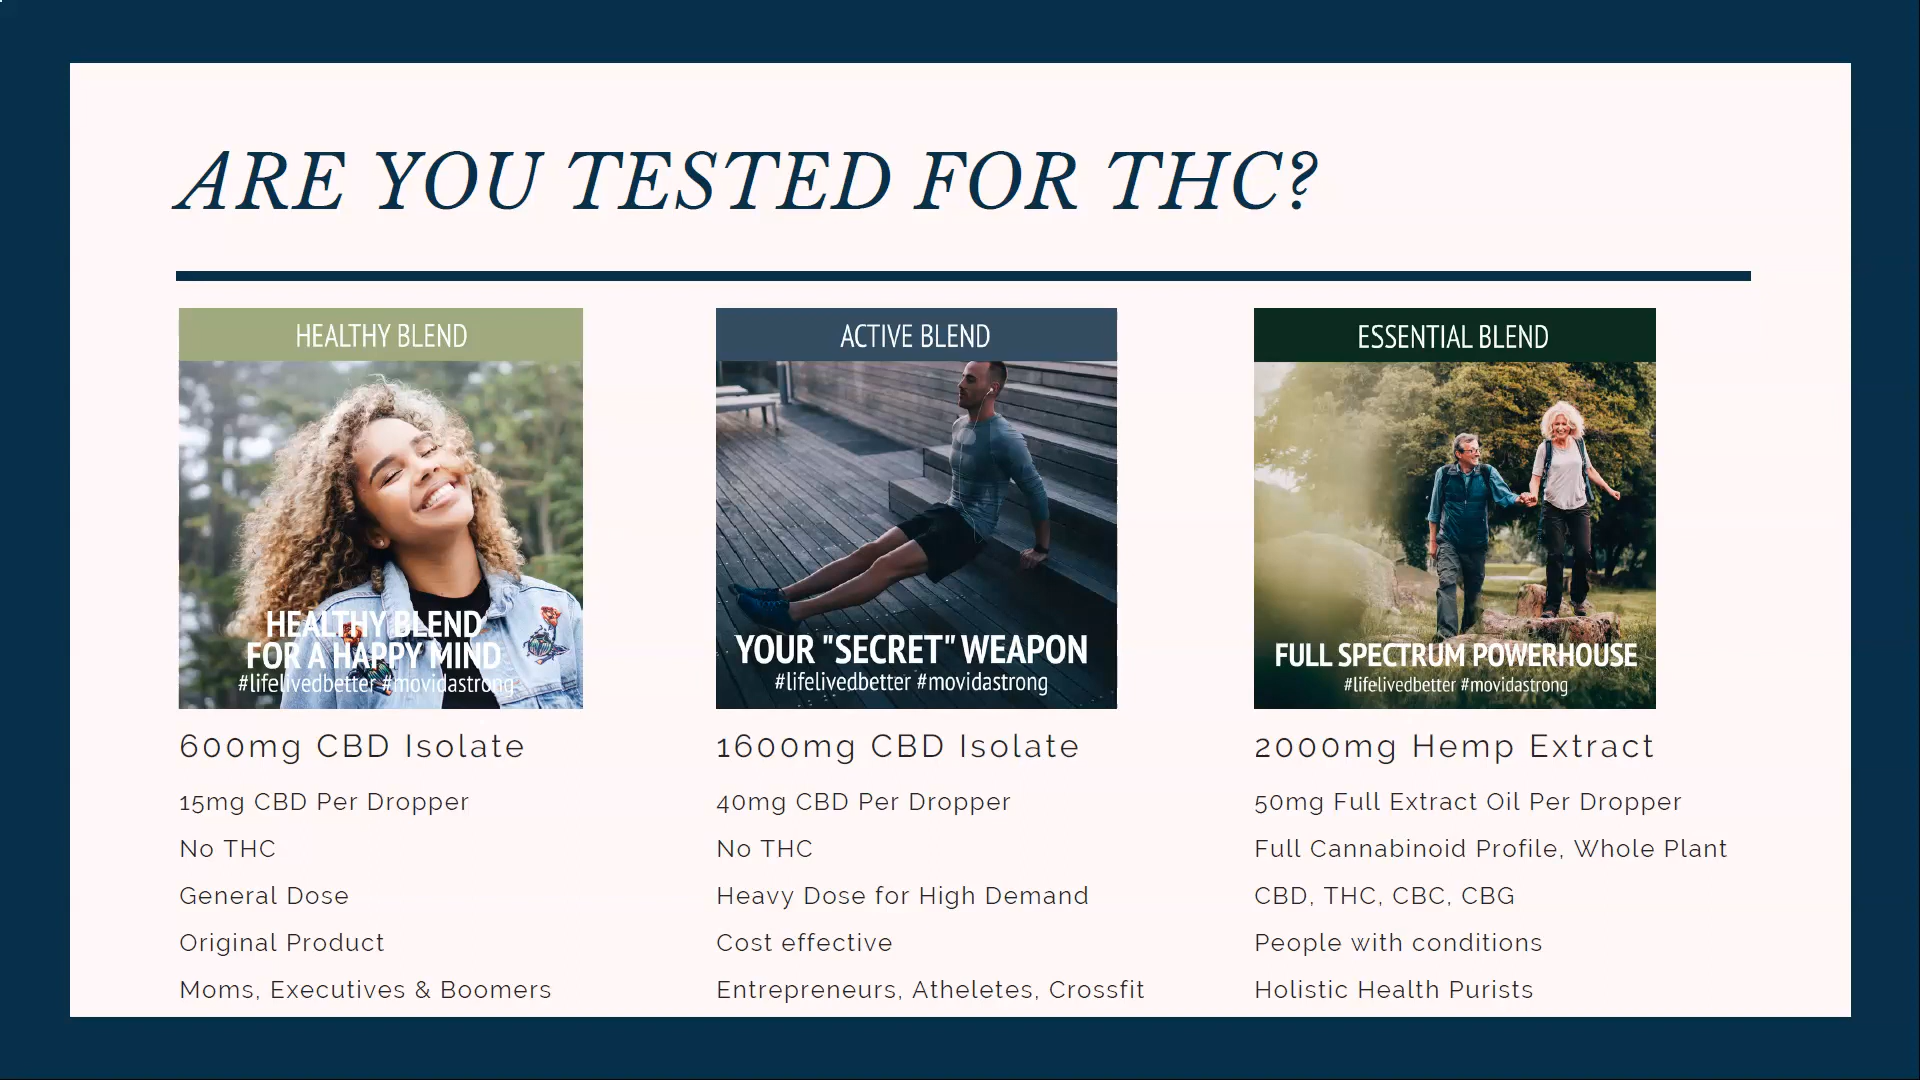 ARE YOU TESTED FOR THC?
HEALTHY BLEND
HEALTHY BLEND
FOR A HAPPY MIND
#lifelivedbetter #movidastrong
600mg CBD Isolate
15mg CBD Per Dropper
No THC
General Dose
Original Product
Moms, Executives & Boomers
ACTIVE BLEND
YOUR "SECRET" WEAPON
#lifelivedbetter #movidastrong
1600mg CBD Isolate
40mg CBD Per Dropper
No THC
Heavy Dose for High Demand
Cost effective
Entrepreneurs, Atheletes, Crossfit
ESSENTIAL BLEND
FULL SPECTRUM POWERHOUSE
#lifelivedbetter #movidastrong
2000mg Hemp Extract
50mg Full Extract Oil Per Dropper
Full Cannabinoid Profile, Whole Plant
CBD, THC, CBC, CBG
People with conditions
Holistic Health Purists